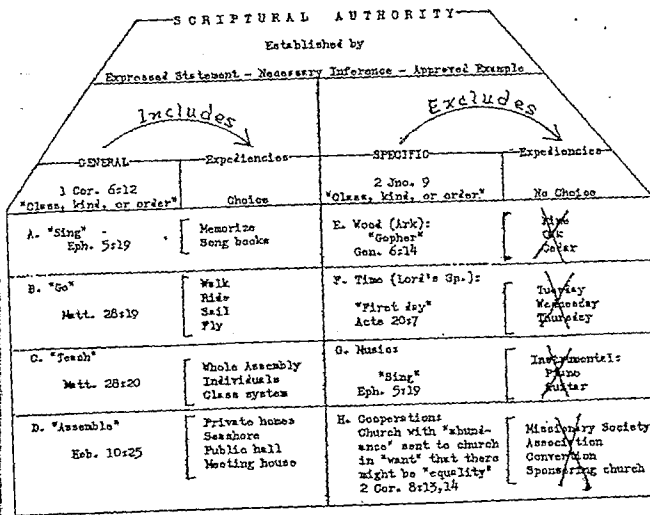 SCRIPTURAL AUTHORITY
Established by
Expressed Statement - Necessary Inference - Approved Example
Includes
Excludes
GENERAL
Expediencies
SPECIFIC
Expediencies
1 Cor. 6:12
"Class, kind, or order"
Choice
2 Jno. 9
"Class, kind, or order"
No Choice
A. "Sing" -
Eph. 5:19
Memorize
Song books
E. Wood (Ark):
"Gopher"
Gen. 6:14
Pine
Oak
Cedar
B. "Go"
Matt. 28:19
Walk
Ride
Sail
Fly
F. Time (Lord's Sp.):
"First day"
Acts 20:7
Tuesday
Wednesday
Thursday
C. "Teach"
Matt. 28:20
Whole Assembly
Individuals
Class system
G. Music:
"Sing"
Eph. 5:19
Instrumental:
Piano
Guitar
D. "Assemble"
Heb. 10:25
Private homes
Seashore
Public hall
Meeting house
H. Cooperation:
Church with "abund-
ance" sent to church
in "want" that there
might be "equality"
2 Cor. 8:13,14
Missionary Society
Association
Convention
Sponsoring church